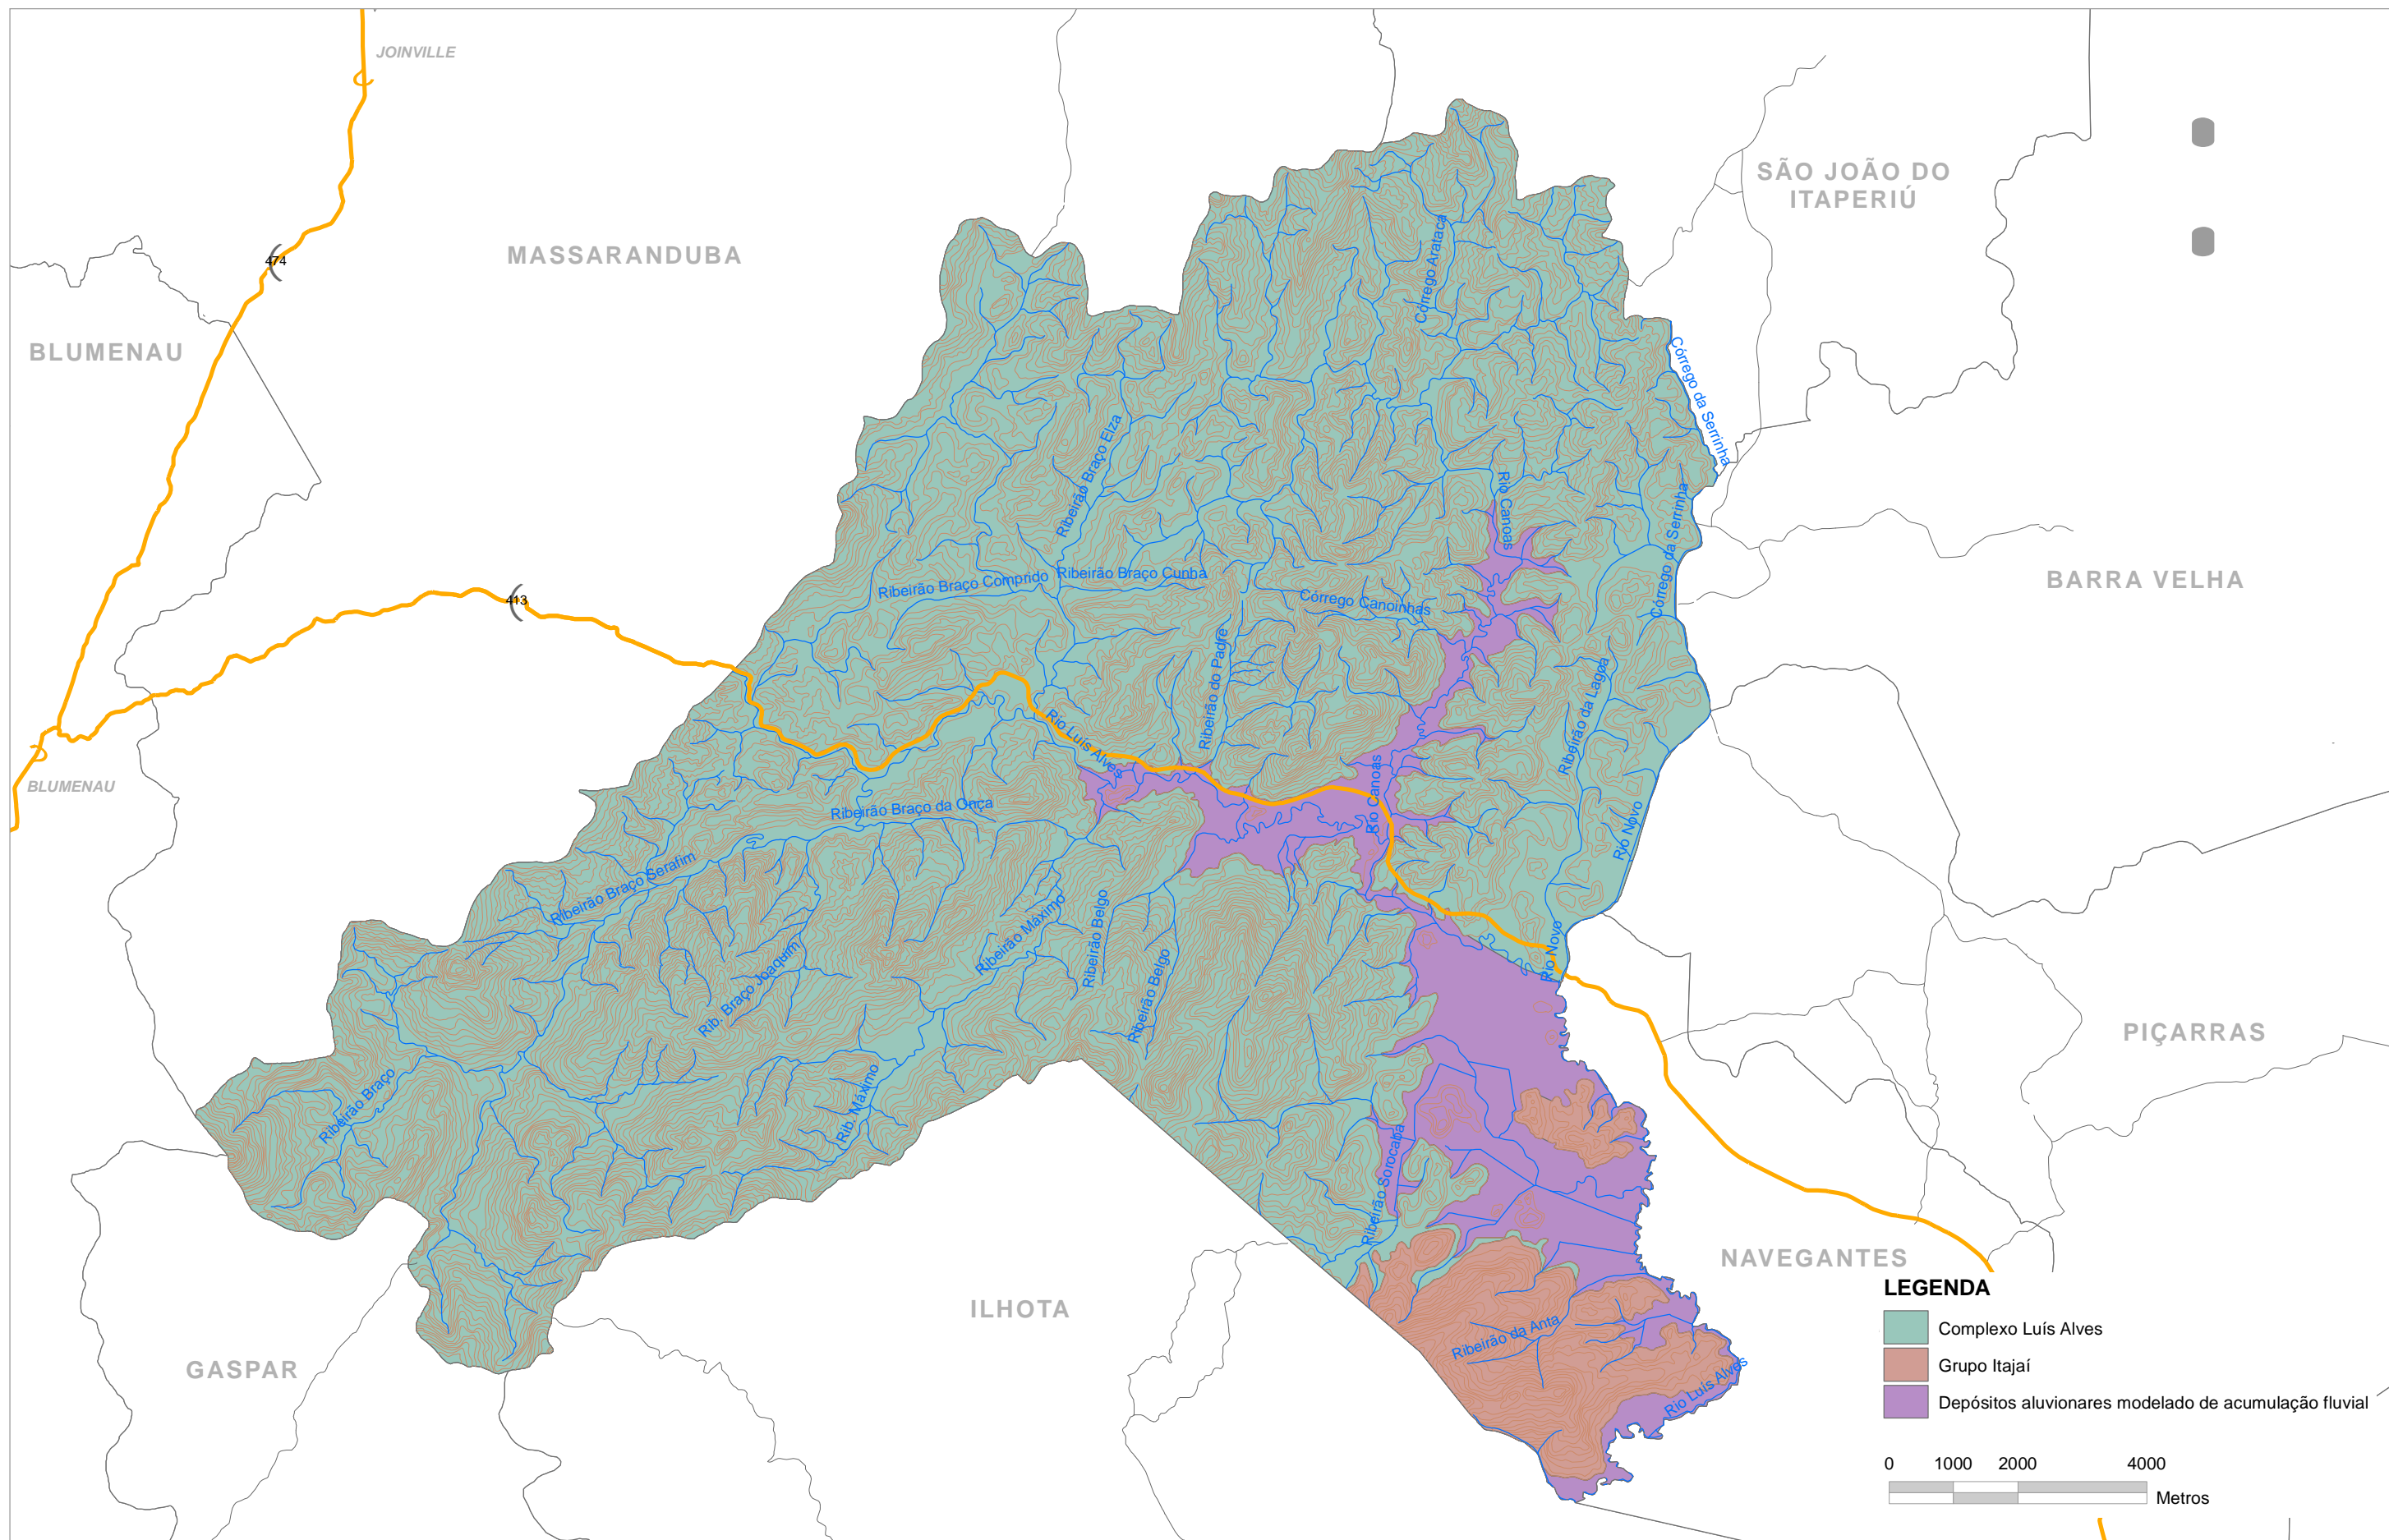 JOINVILLE
SÃO JOÃO DO
ITAPERIÚ
474
MASSARANDUBA
Córrego Arataca
BLUMENAU
Córrego da Serrinha
Ribeirão Braço Elza
Rio Canoas
Córrego da Serrinha
Ribeirão Braço Comprido
Ribeirão Braço Cunha
BARRA VELHA
413
Córrego Canoinhas
Ribeirão do Padre
Ribeirão da Lagoa
Rio Luís Alves
BLUMENAU
Rio Canoas
Ribeirão Braço da Onça
Rio Novo
Ribeirão Braço Serafim
Ribeirão Máximo
Ribeirão Belgo
Rio Novo
Rib. Braço Joaquim
Ribeirão Belgo
PIÇARRAS
Ribeirão Braço
Rib. Máximo
Ribeirão Sorocaba
NAVEGANTES
ILHOTA
Ribeirão da Anta
GASPAR
Rio Luís Alves
LEGENDA
Complexo Luís Alves
Grupo Itajaí
Depósitos aluvionares modelado de acumulação fluvial
0 1000 2000 4000
Metros